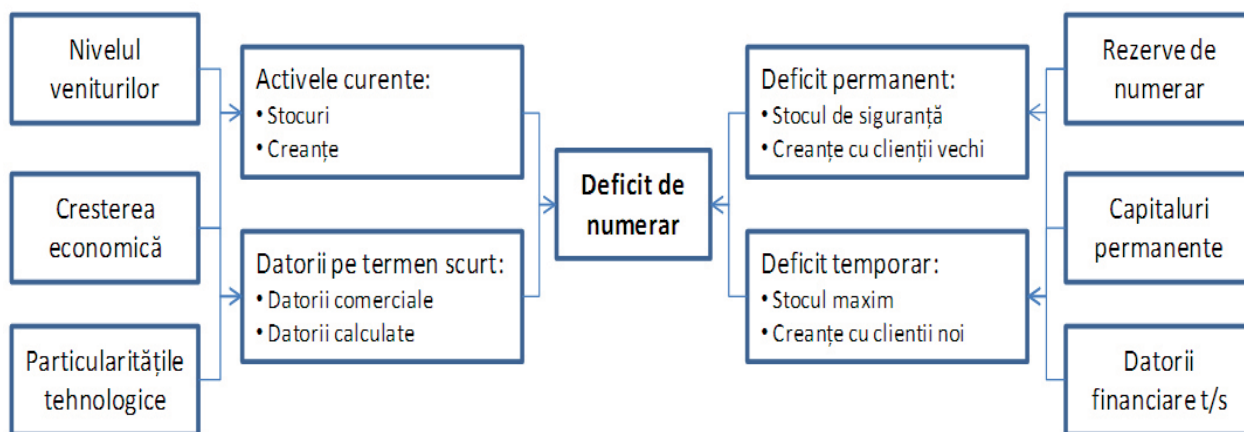 Nivelul
veniturilor
Cresterea
economică
Particularitățile
tehnologice
Activele curente:
• Stocuri
• Creanțe
Datorii pe termen scurt:
• Datorii comerciale
• Datorii calculate
Deficit de
numerar
Deficit permanent:
• Stocul de siguranță
• Creanțe cu clienții vechi
Deficit temporar:
• Stocul maxim
• Creanțe cu clientii noi
Rezerve de
numerar
Capitaluri
permanente
Datorii
financiare t/s